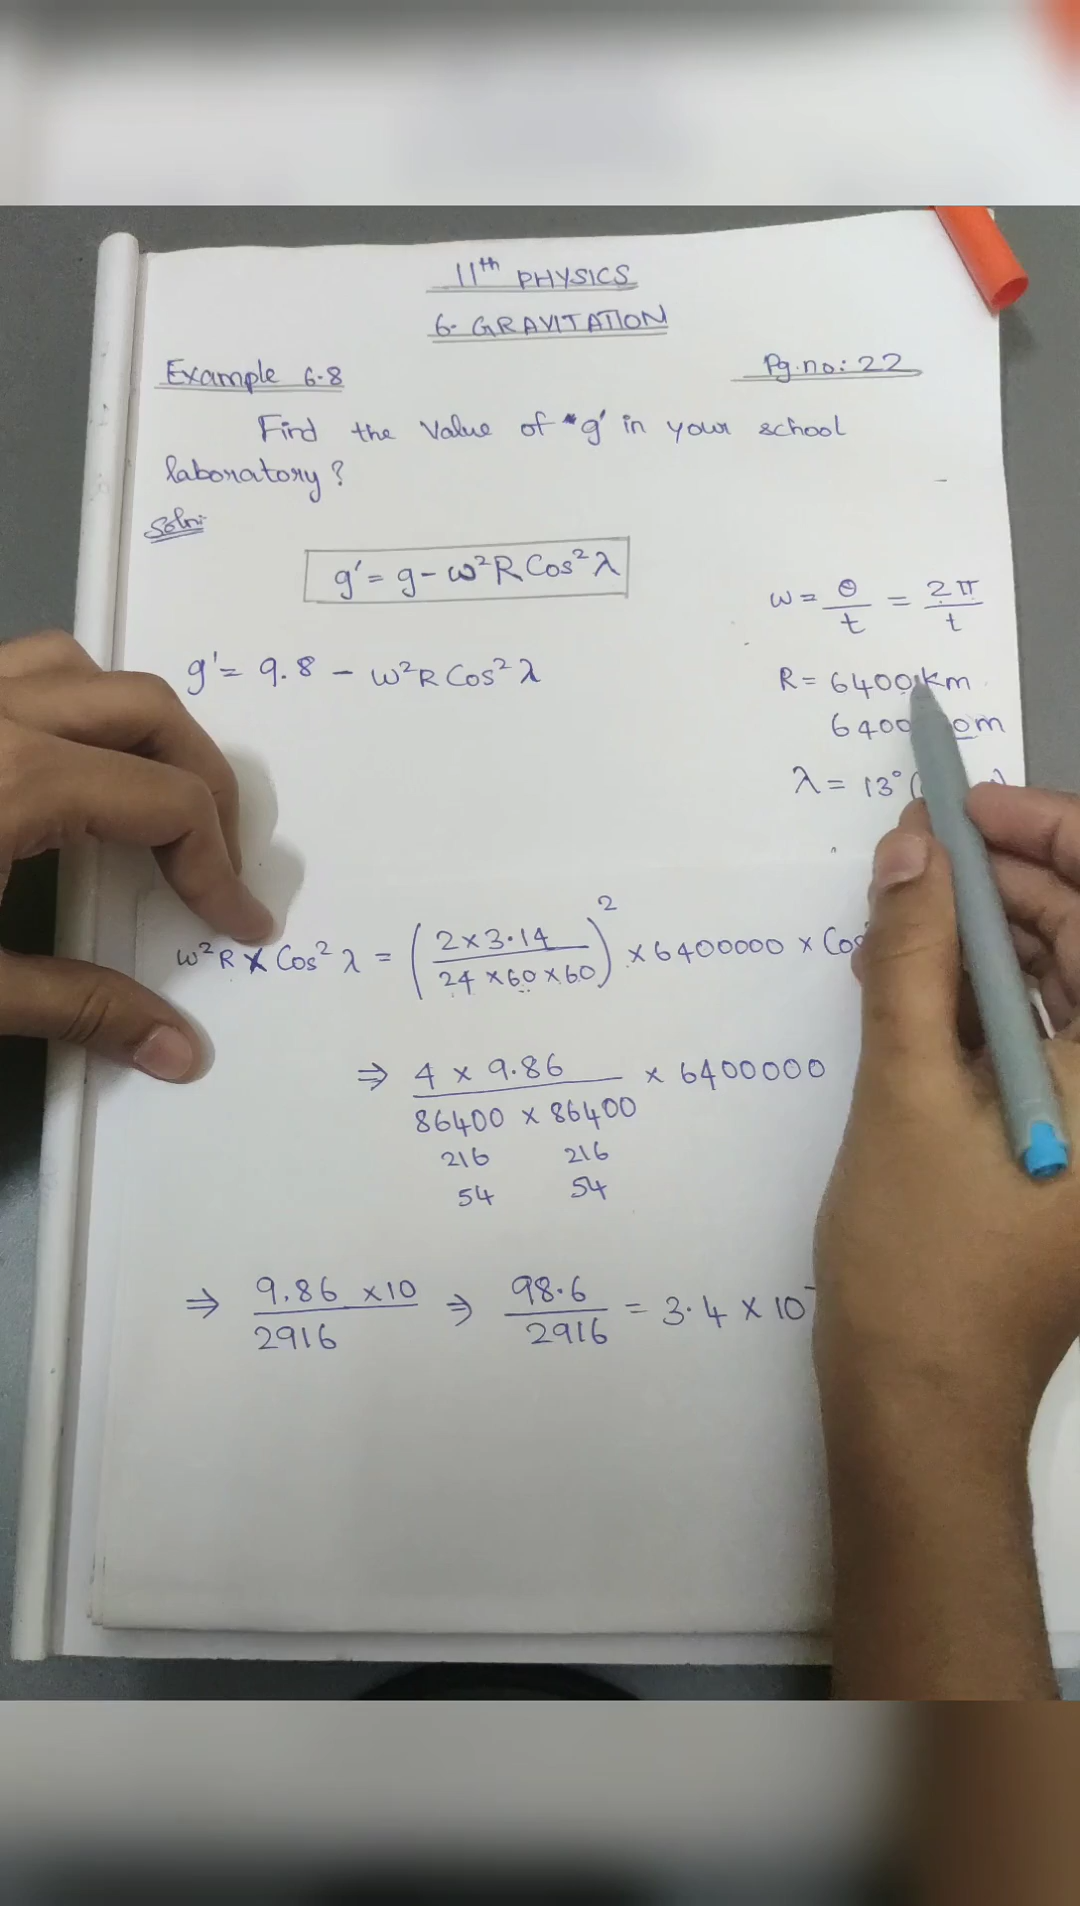 11th PHYSICS
6. GRAVITATION
Example 6.8
Pg.no: 22
Find the Value of "g' in your school
laboratory?
Soln:
g' = g - ω²R Cos²λ
ω = θ/t = 2π/t
g' = 9.8 - ω²R Cos²λ
R = 6400 km
6400 0m
λ = 13°
ω²R x Cos²λ = (2 x 3.14 / 24 x 60 x 60)² x 6400000 x Cos
⇒ 4 x 9.86 / 86400 x 86400 x 6400000
216 216
54 54
⇒ 9.86 x 10 / 2916 ⇒ 98.6 / 2916 = 3.4 x 10⁻